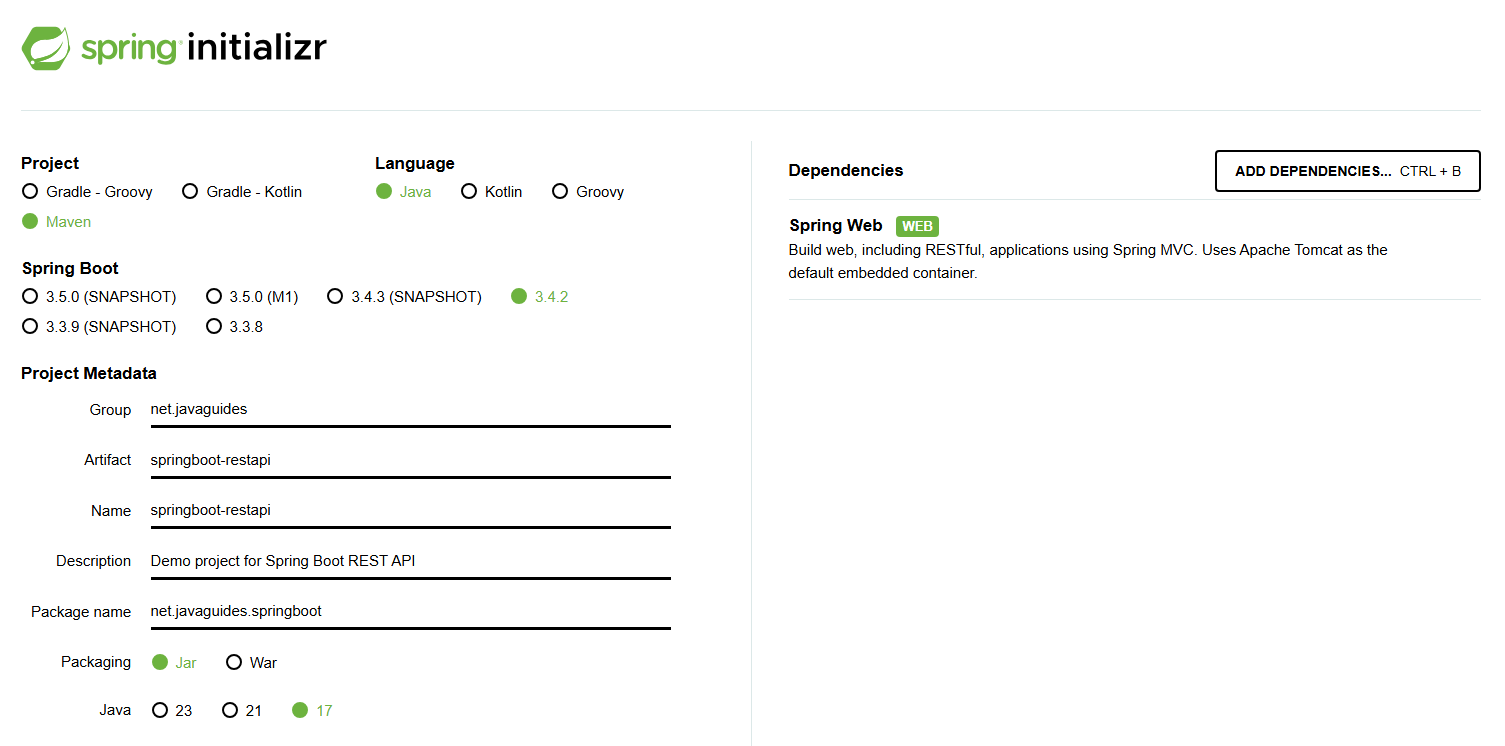 spring initializr
Project
Gradle - Groovy Gradle - Kotlin
Maven
Language
Java Kotlin Groovy
Spring Boot
3.5.0 (SNAPSHOT) 3.5.0 (M1) 3.4.3 (SNAPSHOT) 3.4.2
3.3.9 (SNAPSHOT) 3.3.8
Project Metadata
Group net.javaguides
Artifact springboot-restapi
Name springboot-restapi
Description Demo project for Spring Boot REST API
Package name net.javaguides.springboot
Packaging Jar War
Java 23 21 17
Dependencies ADD DEPENDENCIES... CTRL + B
Spring Web WEB
Build web, including RESTful, applications using Spring MVC. Uses Apache Tomcat as the
default embedded container.